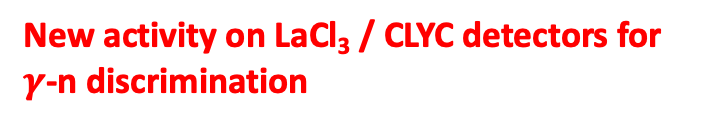 New activity on LaCl₃ / CLYC detectors for
γ-n discrimination